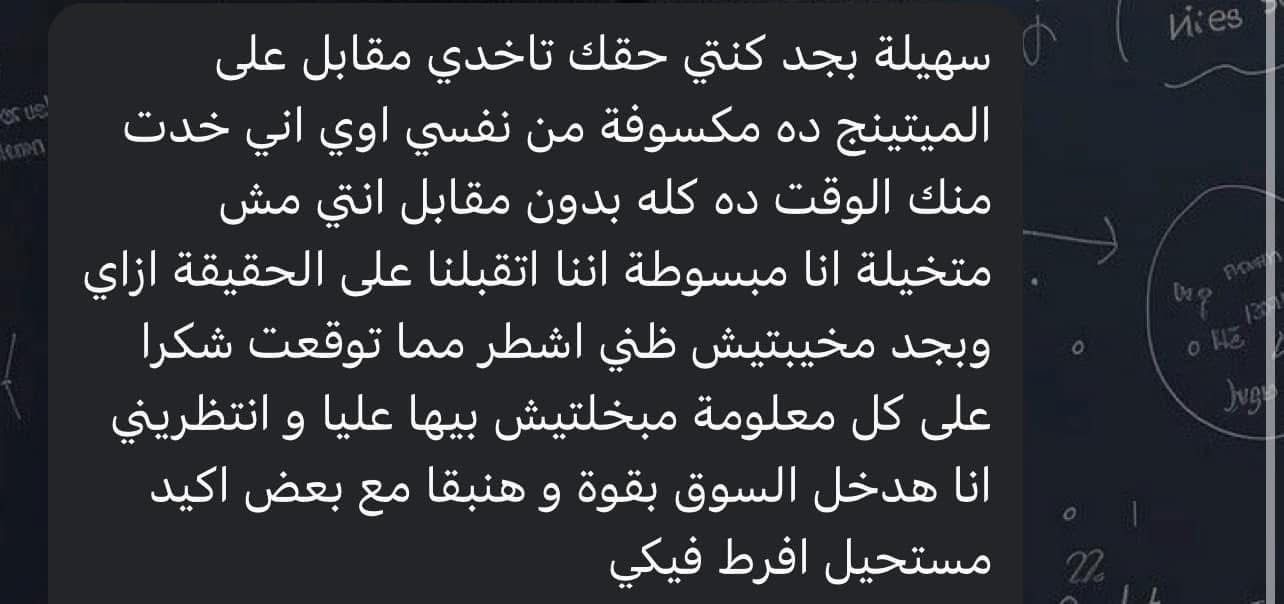 سهيلة بجد كنتي حقك تاخدي مقابل على
الميتينج ده مكسوفة من نفسي اوي اني خدت
منك الوقت ده كله بدون مقابل انتي مش
متخيلة انا مبسوطة اننا اتقبلنا على الحقيقة ازاي
وبجد مخيبتيش ظني اشطر مما توقعت شكرا
على كل معلومة مبخلتيش بيها عليا و انتظريني
انا هدخل السوق بقوة و هنبقا مع بعض اكيد
مستحيل افرط فيكي